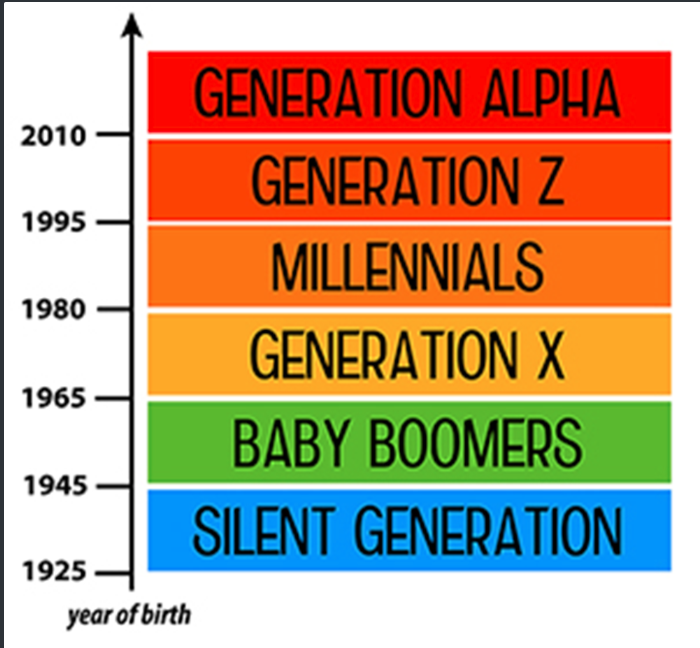 GENERATION ALPHA
2010
GENERATION Z
1995
MILLENNIALS
1980
GENERATION X
1965
BABY BOOMERS
1945
SILENT GENERATION
1925
year of birth